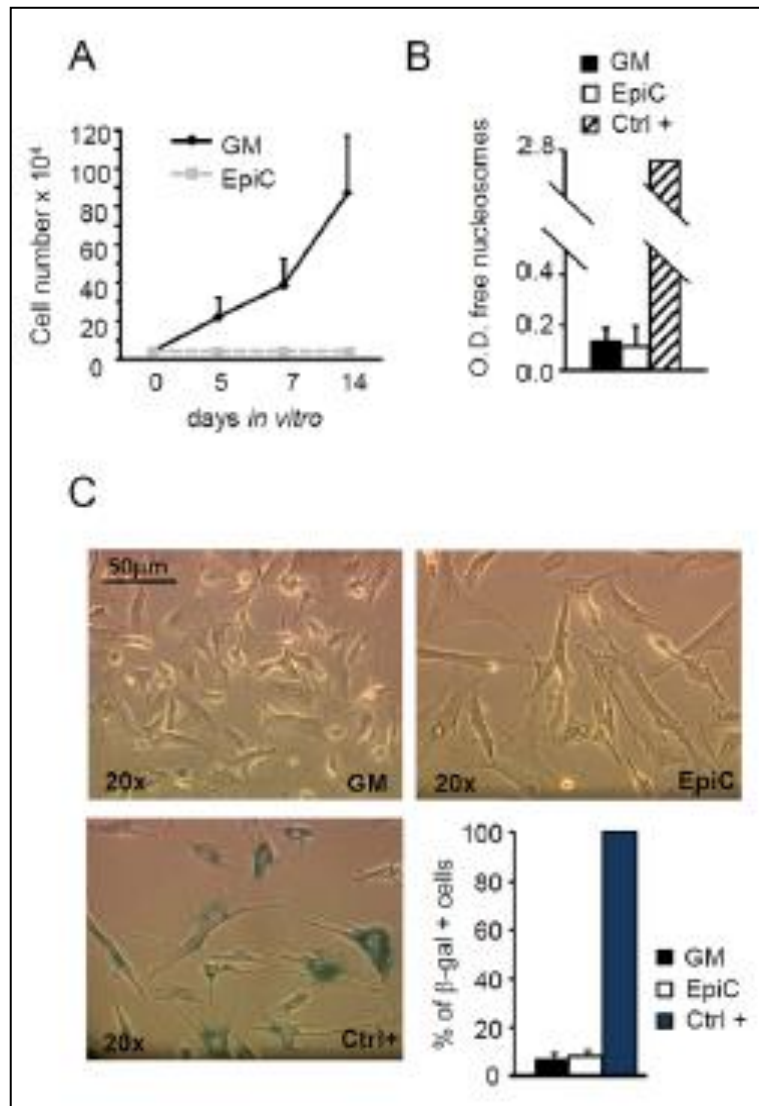 A
Cell number x 10⁴
120
100
80
60
40
20
0
GM
EpiC
0 5 7 14
days in vitro
B
GM
EpiC
Ctrl +
O.D. free nucleosomes
2.8
0.4
0.2
0.0
C
50µm
20x GM
20x EpiC
20x Ctrl+
% of β-gal + cells
100
80
60
40
20
0
GM
EpiC
Ctrl +